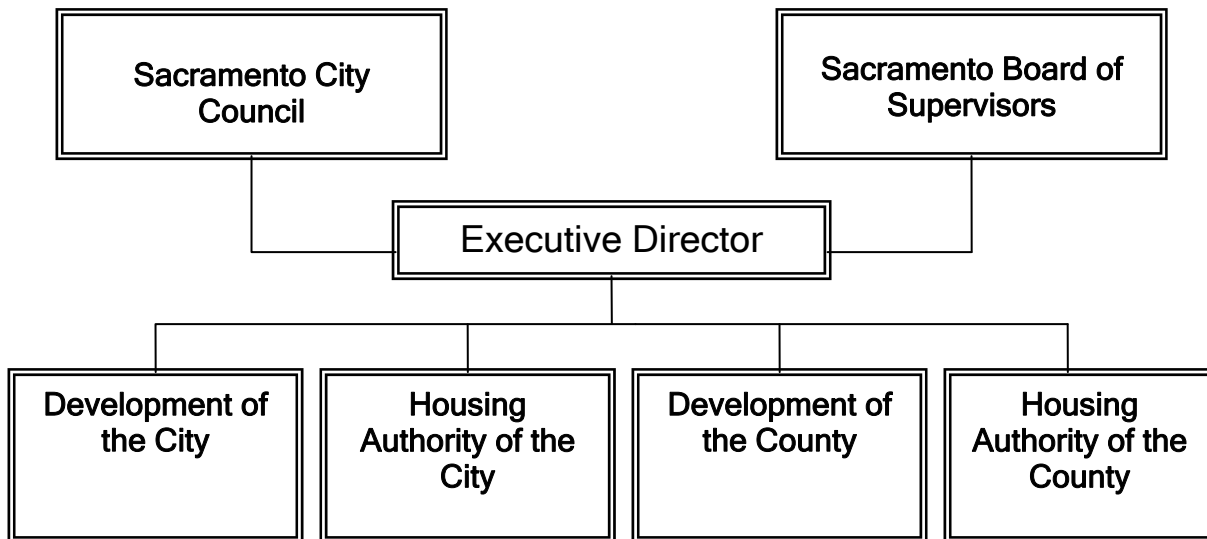 Sacramento City
Council
Sacramento Board of
Supervisors
Executive Director
Development of
the City
Housing
Authority of the
City
Development of
the County
Housing
Authority of the
County